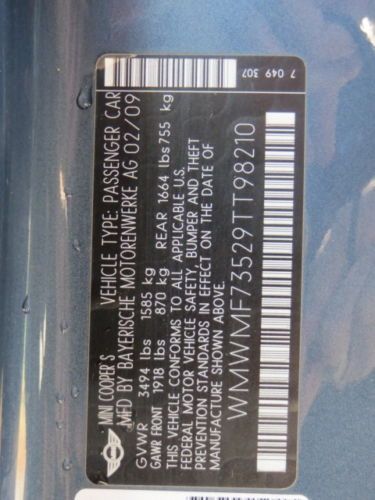 MINI COOPER S VEHICLE TYPE: PASSENGER CAR
MFD BY BAYERISCHE MOTORENWERKE AG 02/09
GVWR 3494 lbs 1585 kg
GAWR FRONT 1918 lbs 870 kg REAR 1664 lbs 755 kg
THIS VEHICLE CONFORMS TO ALL APPLICABLE U.S.
FEDERAL MOTOR VEHICLE SAFETY, BUMPER, AND THEFT
PREVENTION STANDARDS IN EFFECT ON THE DATE OF
MANUFACTURE SHOWN ABOVE.
WMWMF73529TT98210
7 049 307